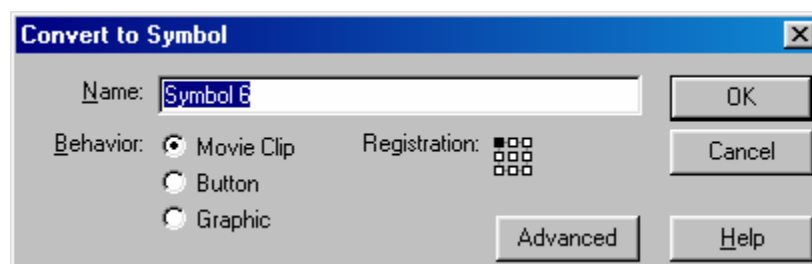 Convert to Symbol
Name: Symbol 6 OK
Behavior: Movie Clip Registration: Cancel
Button
Graphic
Advanced Help